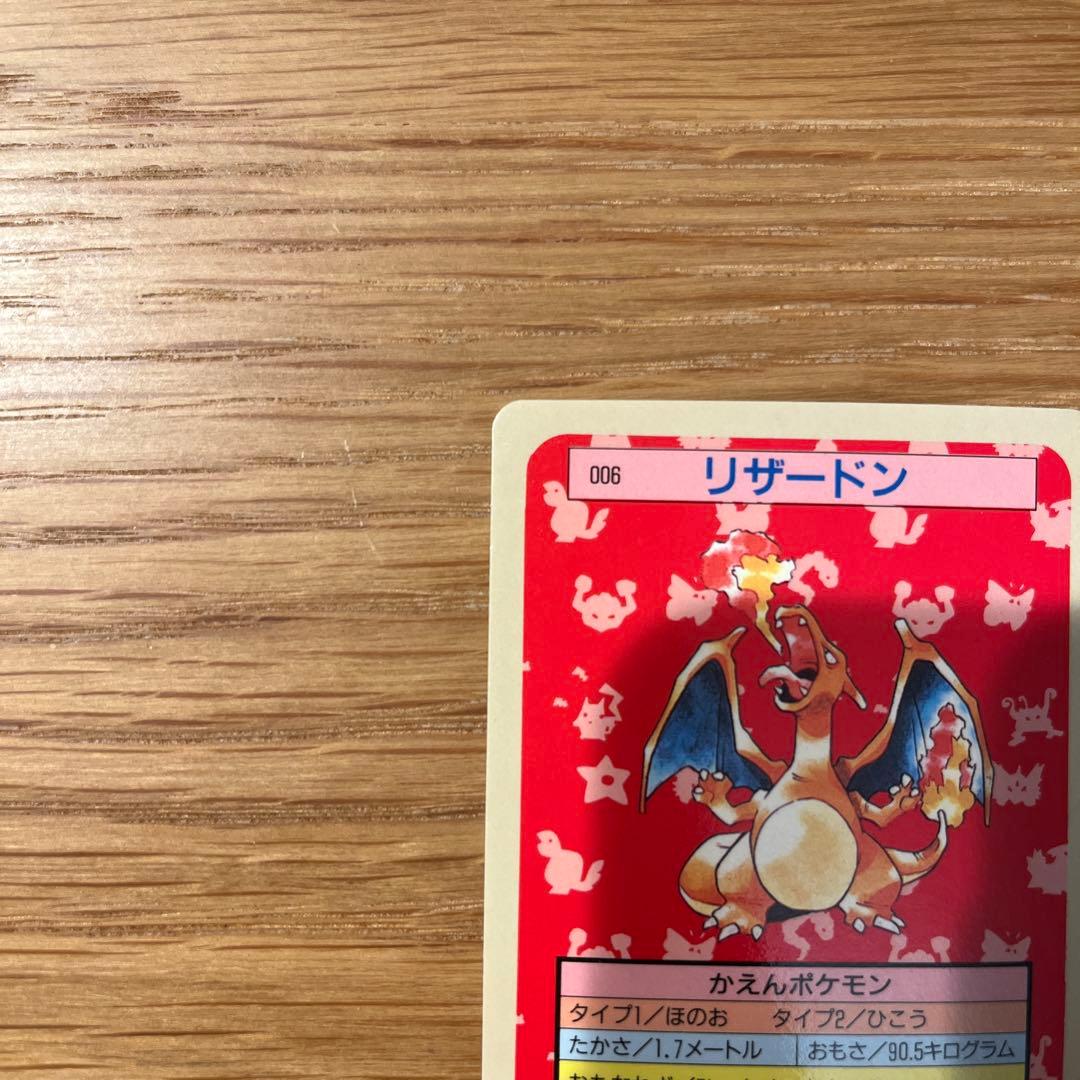 006 リザードン
かえんポケモン
タイプ1／ほのお タイプ2／ひこう
たかさ／1.7メートル おもさ／90.5キログラム